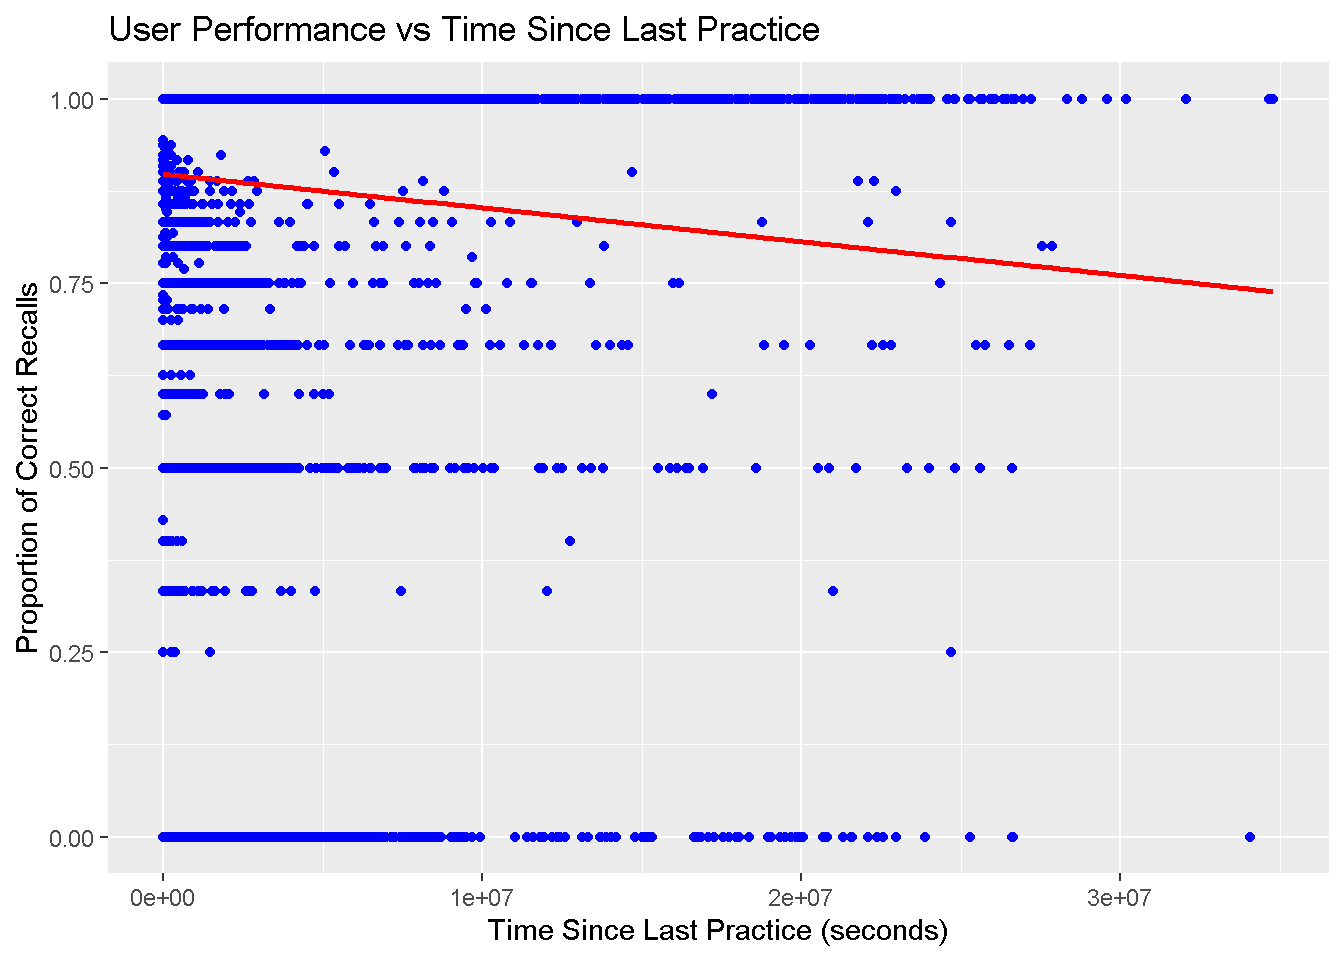 User Performance vs Time Since Last Practice
Proportion of Correct Recalls
1.00
0.75
0.50
0.25
0.00
0e+00 1e+07 2e+07 3e+07
Time Since Last Practice (seconds)